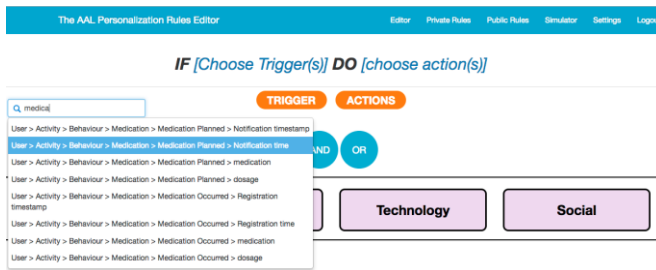 The AAL Personalization Rules Editor Editor Private Rules Public Rules Simulator Settings
IF [Choose Trigger(s)] DO [choose action(s)]
medica TRIGGER ACTIONS
User > Activity > Behaviour > Medication > Medication Planned > Notification timestamp
User > Activity > Behaviour > Medication > Medication Planned > Notification time
OR
User > Activity > Behaviour > Medication > Medication Planned > medication
User > Activity > Behaviour > Medication > Medication Planned > dosage
User > Activity > Behaviour > Medication > Medication Occurred > Registration
timestamp
Technology Social
User > Activity > Behaviour > Medication > Medication Occurred > Registration time
User > Activity > Behaviour > Medication > Medication Occurred > medication
User > Activity > Behaviour > Medication > Medication Occurred > dosage